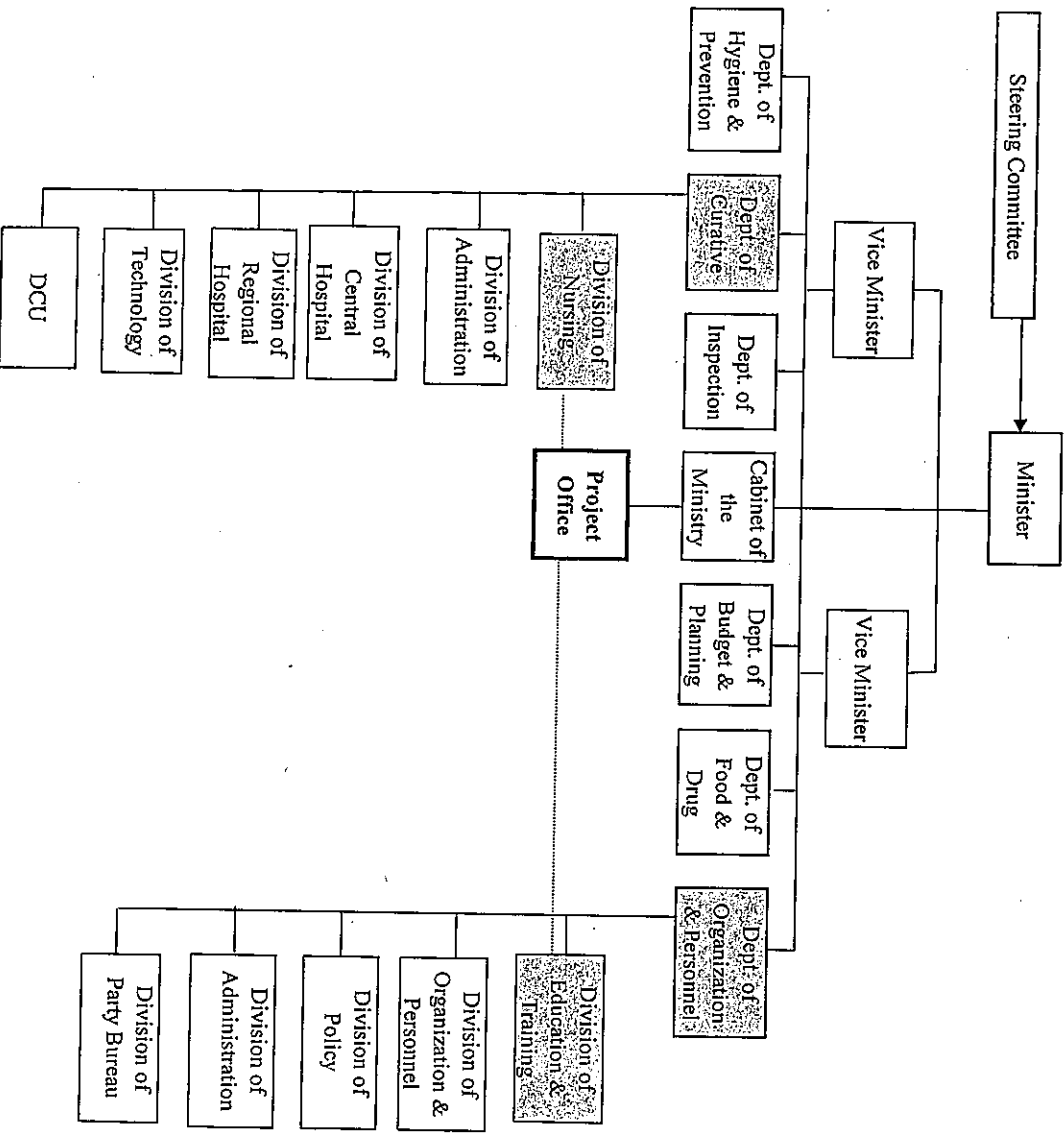 Steering Committee
Minister
Vice Minister
Vice Minister
Dept. of
Hygiene &
Prevention
Dept. of
Curative
Dept. of
Inspection
Cabinet of
the
Ministry
Dept. of
Budget &
Planning
Dept. of
Food &
Drug
Dept. of
Organization
& Personnel
Division of
Nursing
Division of
Administration
Division of
Central
Hospital
Division of
Regional
Hospital
Division of
Technology
DCU
Project
Office
Division of
Education &
Training
Division of
Organization &
Personnel
Division of
Policy
Division of
Administration
Division of
Party Bureau